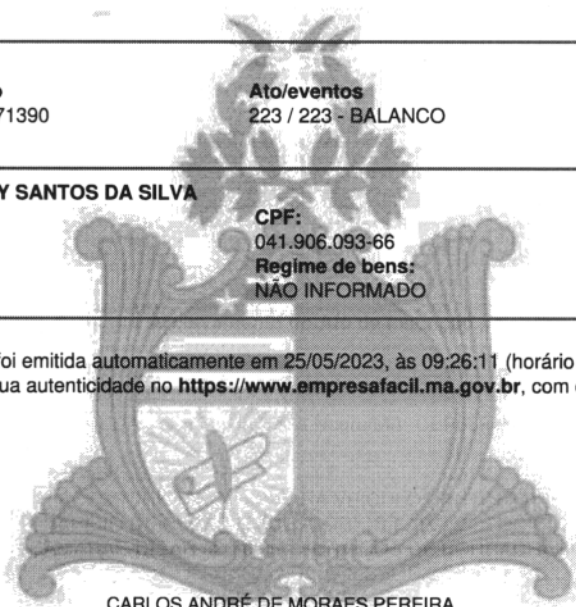 o Ato/eventos
71390 223 / 223 - BALANCO
Y SANTOS DA SILVA
CPF:
041.906.093-66
Regime de bens:
NÃO INFORMADO
foi emitida automaticamente em 25/05/2023, às 09:26:11 (horário
ua autenticidade no https://www.empresafacil.ma.gov.br, com
CARLOS ANDRÉ DE MORAES PEREIRA